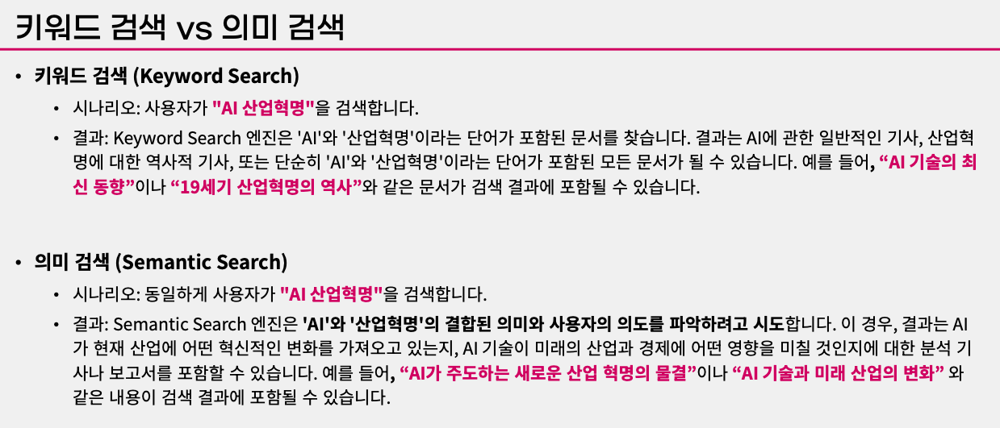 키워드 검색 vs 의미 검색
• 키워드 검색 (Keyword Search)
• 시나리오: 사용자가 "AI 산업혁명"을 검색합니다.
• 결과: Keyword Search 엔진은 'AI'와 '산업혁명'이라는 단어가 포함된 문서를 찾습니다. 결과는 AI에 관한 일반적인 기사, 산업혁
명에 대한 역사적 기사, 또는 단순히 'AI'와 '산업혁명'이라는 단어가 포함된 모든 문서가 될 수 있습니다. 예를 들어, “AI 기술의 최
신 동향”이나 “19세기 산업혁명의 역사”와 같은 문서가 검색 결과에 포함될 수 있습니다.
• 의미 검색 (Semantic Search)
• 시나리오: 동일하게 사용자가 "AI 산업혁명"을 검색합니다.
• 결과: Semantic Search 엔진은 'AI'와 '산업혁명'의 결합된 의미와 사용자의 의도를 파악하려고 시도합니다. 이 경우, 결과는 AI
가 현재 산업에 어떤 혁신적인 변화를 가져오고 있는지, AI 기술이 미래의 산업과 경제에 어떤 영향을 미칠 것인지에 대한 분석 기
사나 보고서를 포함할 수 있습니다. 예를 들어, “AI가 주도하는 새로운 산업 혁명의 물결”이나 “AI 기술과 미래 산업의 변화” 와
같은 내용이 검색 결과에 포함될 수 있습니다.